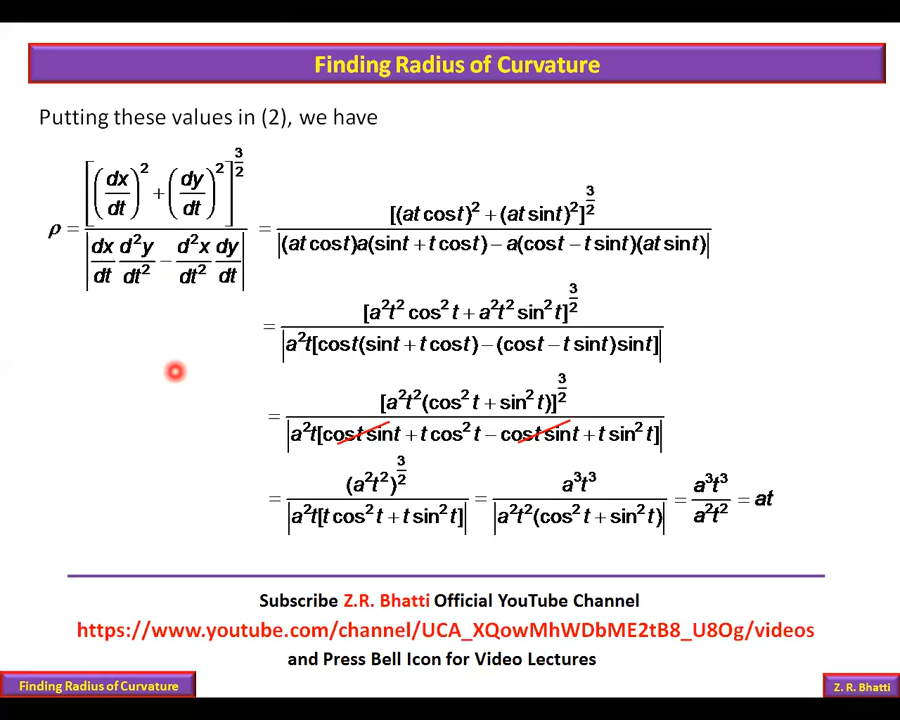 Finding Radius of Curvature
Putting these values in (2), we have
ρ = [(dx/dt)² + (dy/dt)²]^(3/2) / |dx/dt d²y/dt² − d²x/dt² dy/dt| = [(at cos t)² + (at sin t)²]^(3/2) / |(at cos t)a(sin t + t cos t) − a(cos t − t sin t)(at sin t)|
= [a²t² cos² t + a²t² sin² t]^(3/2) / |a²t[cos t(sin t + t cos t) − (cos t − t sin t) sin t]|
= [a²t²(cos² t + sin² t)]^(3/2) / |a²t[cos t sin t + t cos² t − cos t sin t + t sin² t]|
= (a²t²)^(3/2) / |a²t[t cos² t + t sin² t]| = a³t³ / |a²t²(cos² t + sin² t)| = a³t³ / a²t² = at
Subscribe Z.R. Bhatti Official YouTube Channel
https://www.youtube.com/channel/UCA_XQowMhWDbME2tB8_U8Og/videos
and Press Bell Icon for Video Lectures
Finding Radius of Curvature
Z. R. Bhatti